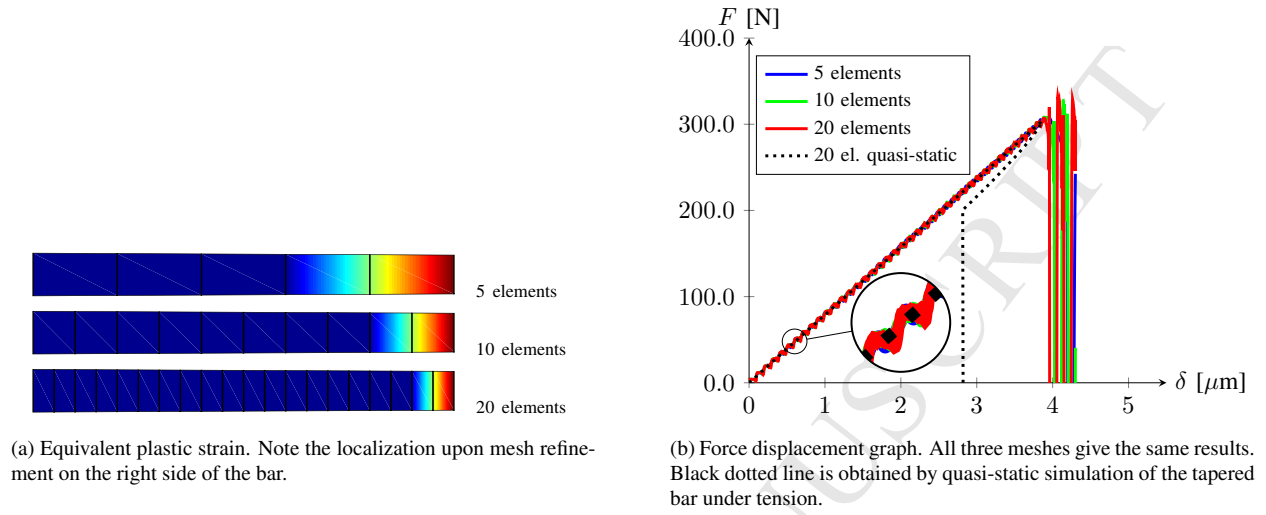 5 elements
10 elements
20 elements
(a) Equivalent plastic strain. Note the localization upon mesh refine-
ment on the right side of the bar.
F [N]
400.0
300.0
200.0
100.0
0.0
0 1 2 3 4 5
δ [μm]
5 elements
10 elements
20 elements
20 el. quasi-static
(b) Force displacement graph. All three meshes give the same results.
Black dotted line is obtained by quasi-static simulation of the tapered
bar under tension.
USCRIPT